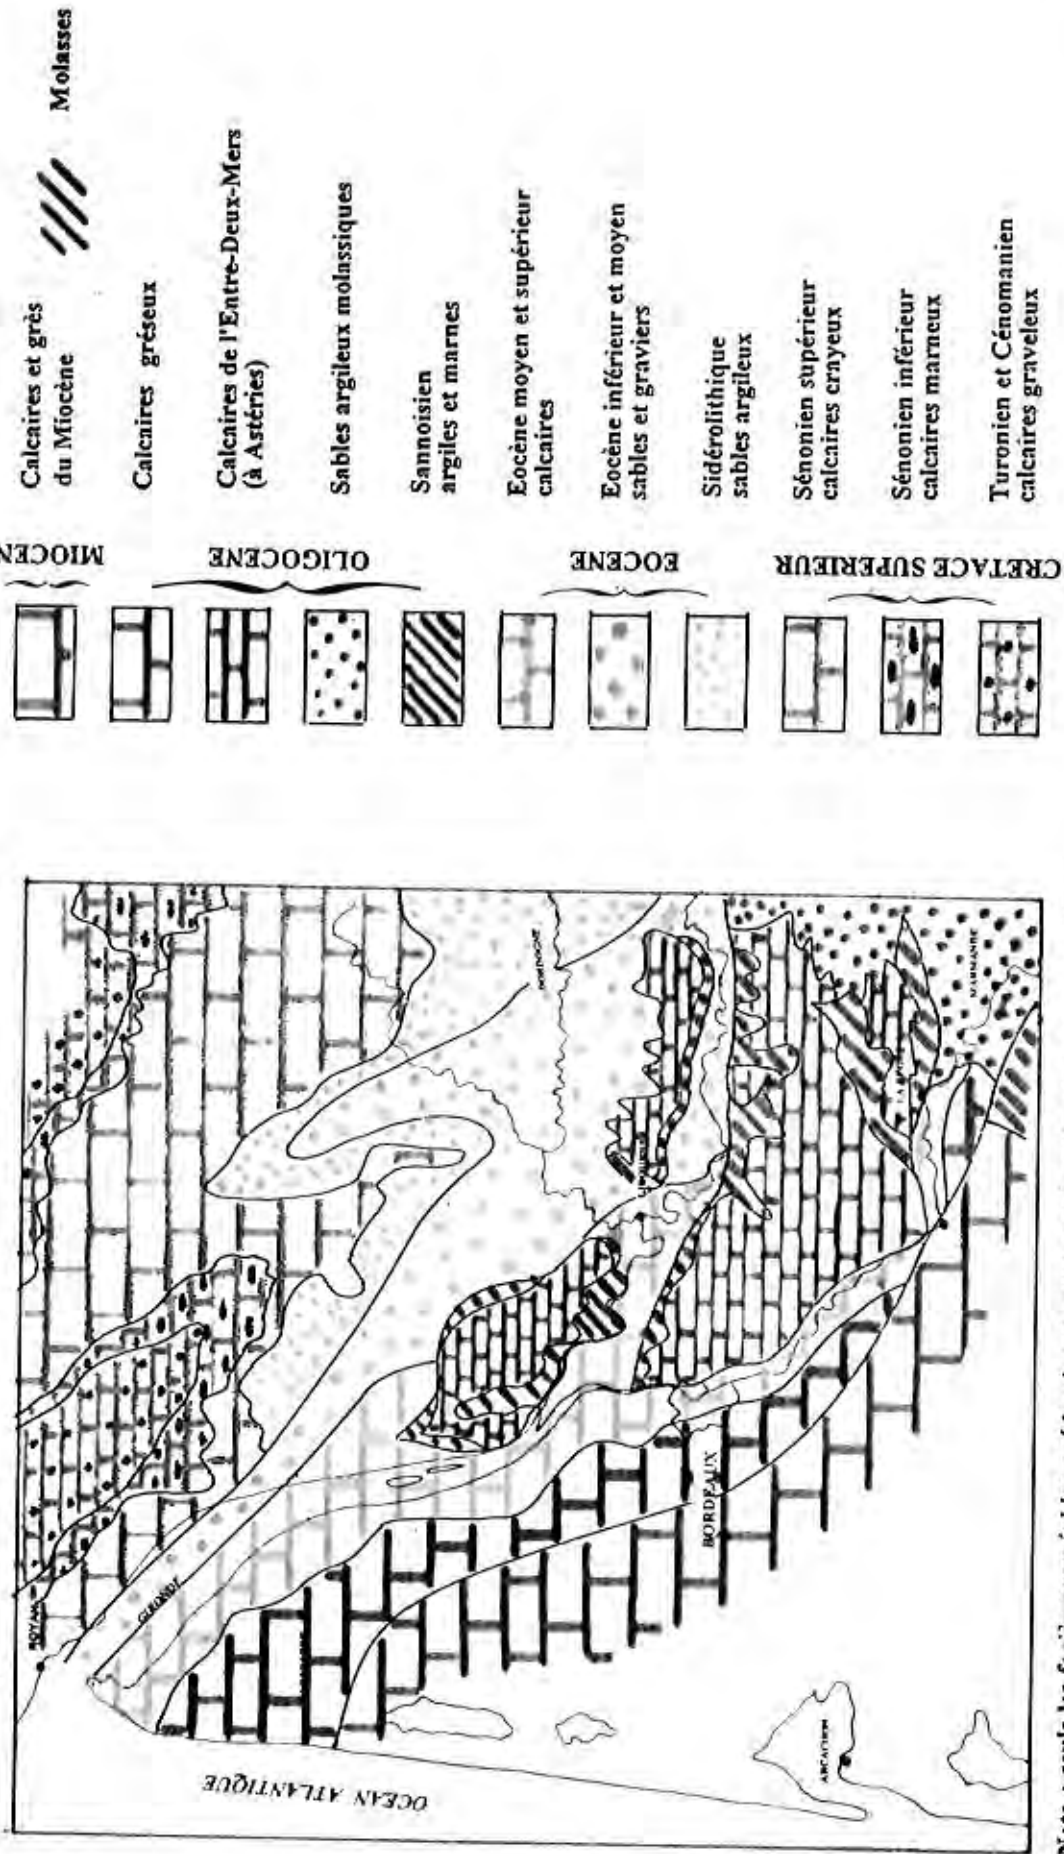 Calcaires et grès
du Miocène
Molasses
Calcaires gréseux
Calcaires de l'Entre-Deux-Mers
(à Astéries)
Sables argileux molassiques
Sannoisien
argiles et marnes
Eocène moyen et supérieur
calcaires
Eocène inférieur et moyen
sables et graviers
Sidérolithique
sables argileux
Sénonien supérieur
calcaires crayeux
Sénonien inférieur
calcaires marneux
Turonien et Cénomanien
calcaires graveleux
MIOCEN
OLIGOCENE
EOCENE
CRETACE SUPERIEUR
ROYAN
GIRONDE
DORDOGNE
BORDEAUX
MARMANDE
ARCACHON
OCEAN ATLANTIQUE